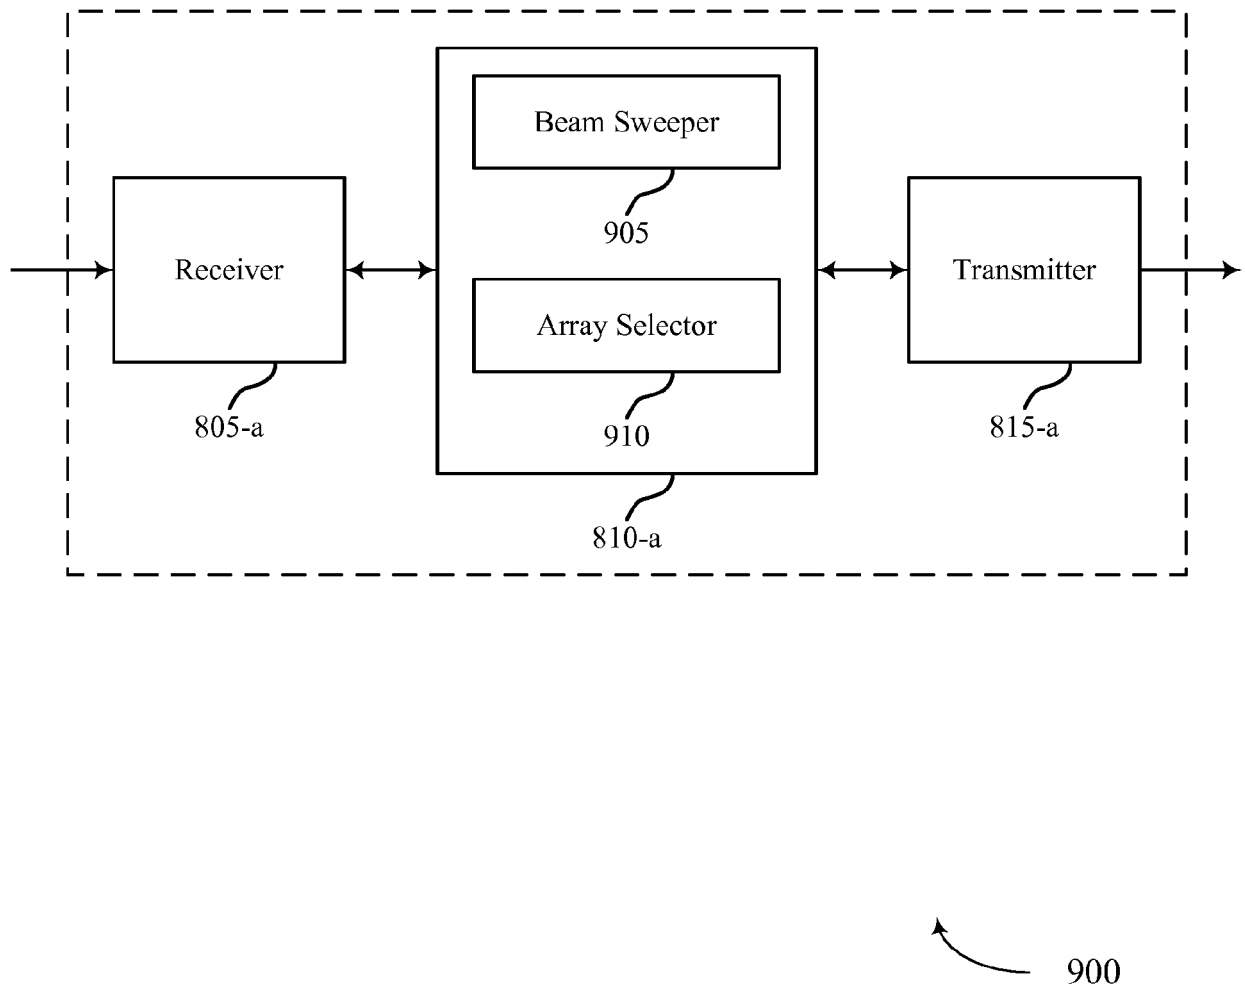 Beam Sweeper
905
Receiver
805-a
Array Selector
910
Transmitter
815-a
810-a
900